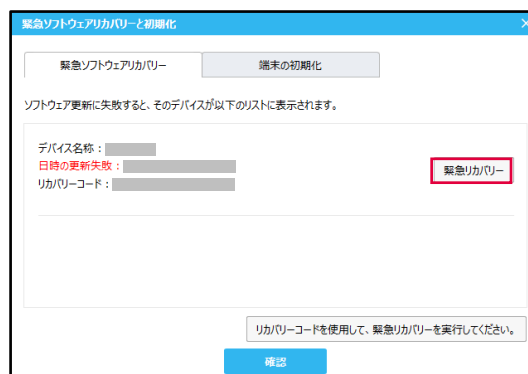 緊急ソフトウェアリカバリーと初期化
緊急ソフトウェアリカバリー
端末の初期化
ソフトウェア更新に失敗すると、そのデバイスが以下のリストに表示されます。
デバイス名称：
日時の更新失敗：
リカバリーコード：
緊急リカバリー
リカバリーコードを使用して、緊急リカバリーを実行してください。
確認